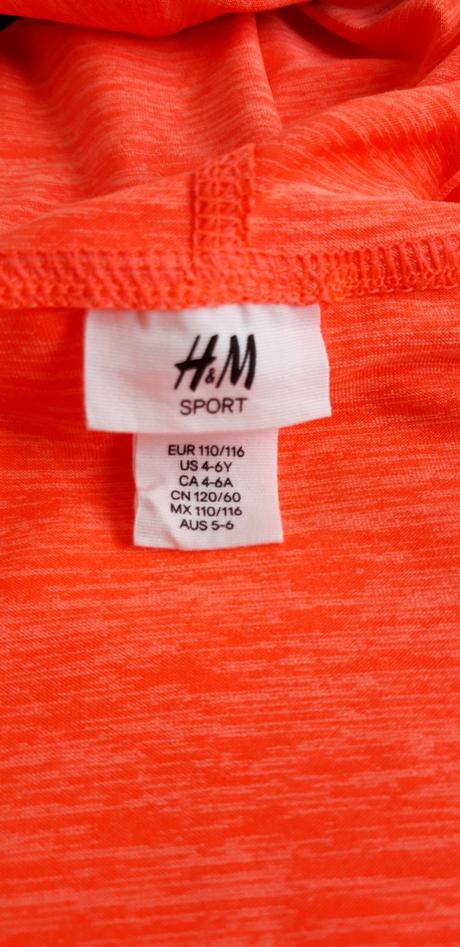 H&M
SPORT
EUR 110/116
US 4-6Y
CA 4-6A
CN 120/60
MX 110/116
AUS 5-6